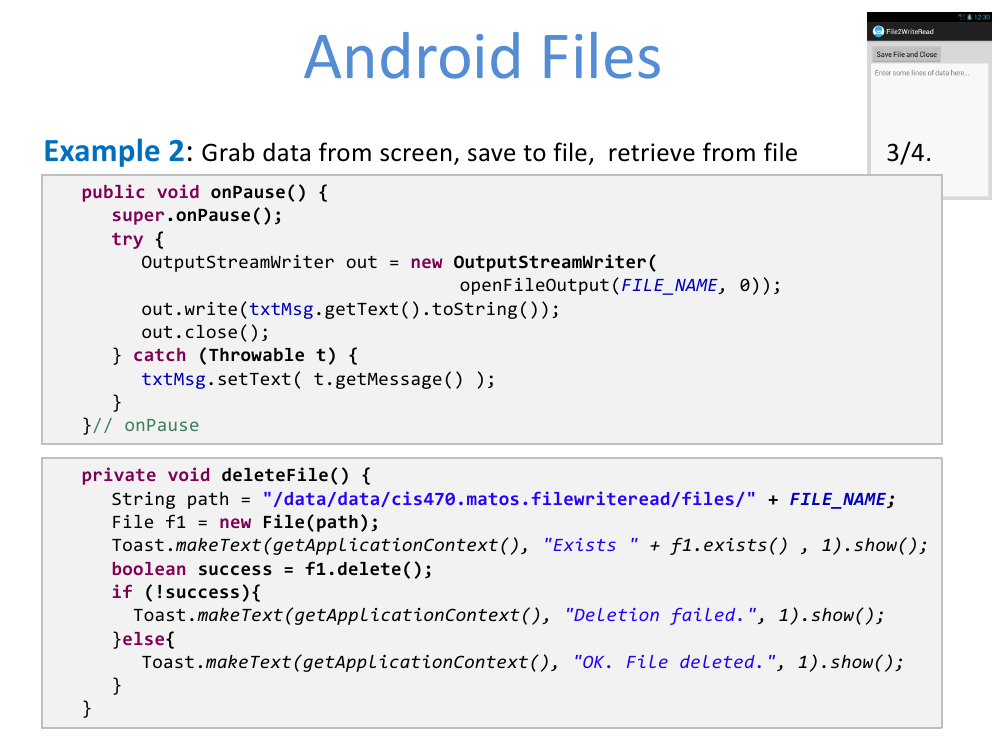 Android Files
12:30
File2WriteRead
Save File and Close
Enter some lines of data here...
Example 2: Grab data from screen, save to file, retrieve from file 3/4.
public void onPause() {
super.onPause();
try {
OutputStreamWriter out = new OutputStreamWriter(
openFileOutput(FILE_NAME, 0));
out.write(txtMsg.getText().toString());
out.close();
} catch (Throwable t) {
txtMsg.setText( t.getMessage() );
}
}// onPause
private void deleteFile() {
String path = "/data/data/cis470.matos.filewriteread/files/" + FILE_NAME;
File f1 = new File(path);
Toast.makeText(getApplicationContext(), "Exists " + f1.exists() , 1).show();
boolean success = f1.delete();
if (!success){
Toast.makeText(getApplicationContext(), "Deletion failed.", 1).show();
}else{
Toast.makeText(getApplicationContext(), "OK. File deleted.", 1).show();
}
}